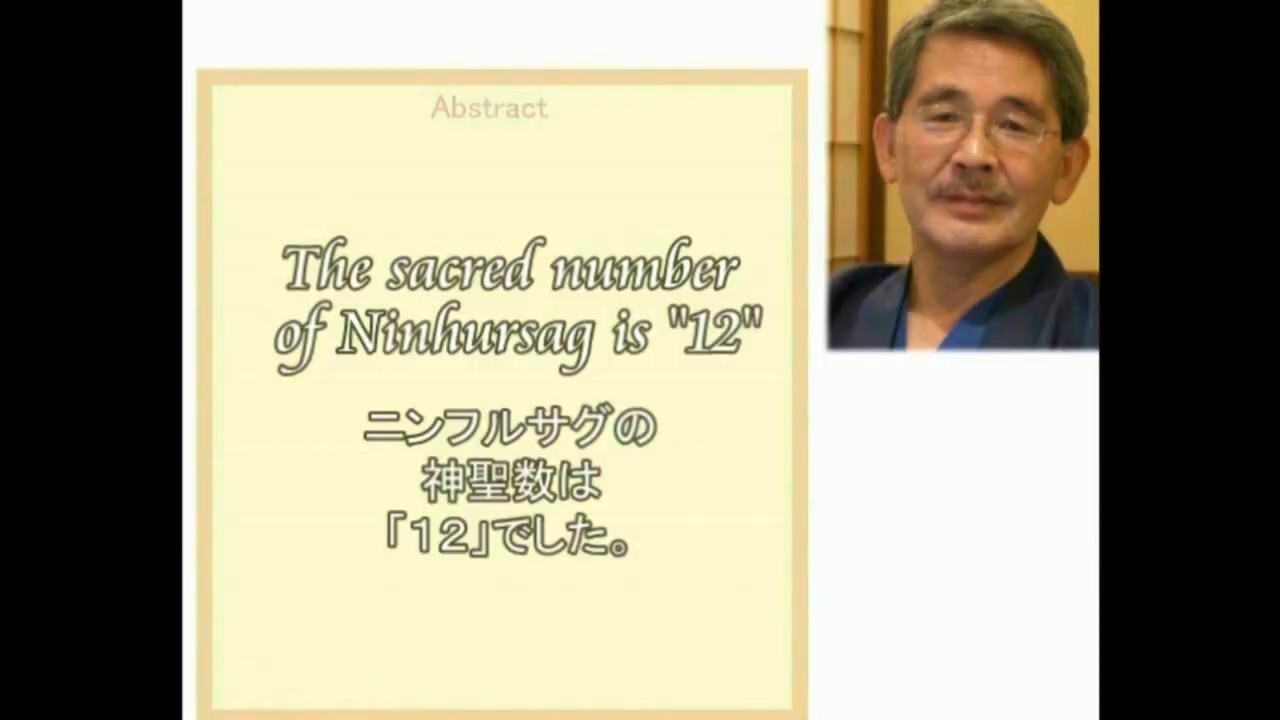 Abstract
The sacred number
of Ninhursag is "12"
ニンフルサグの
神聖数は
「１２」でした。